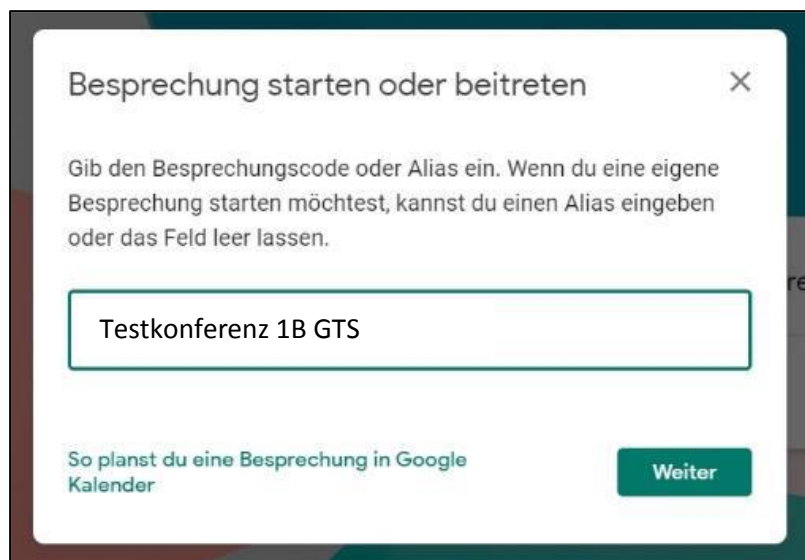 Besprechung starten oder beitreten
Gib den Besprechungscode oder Alias ein. Wenn du eine eigene
Besprechung starten möchtest, kannst du einen Alias eingeben
oder das Feld leer lassen.
re
Testkonferenz 1B GTS
So planst du eine Besprechung in Google
Kalender
Weiter